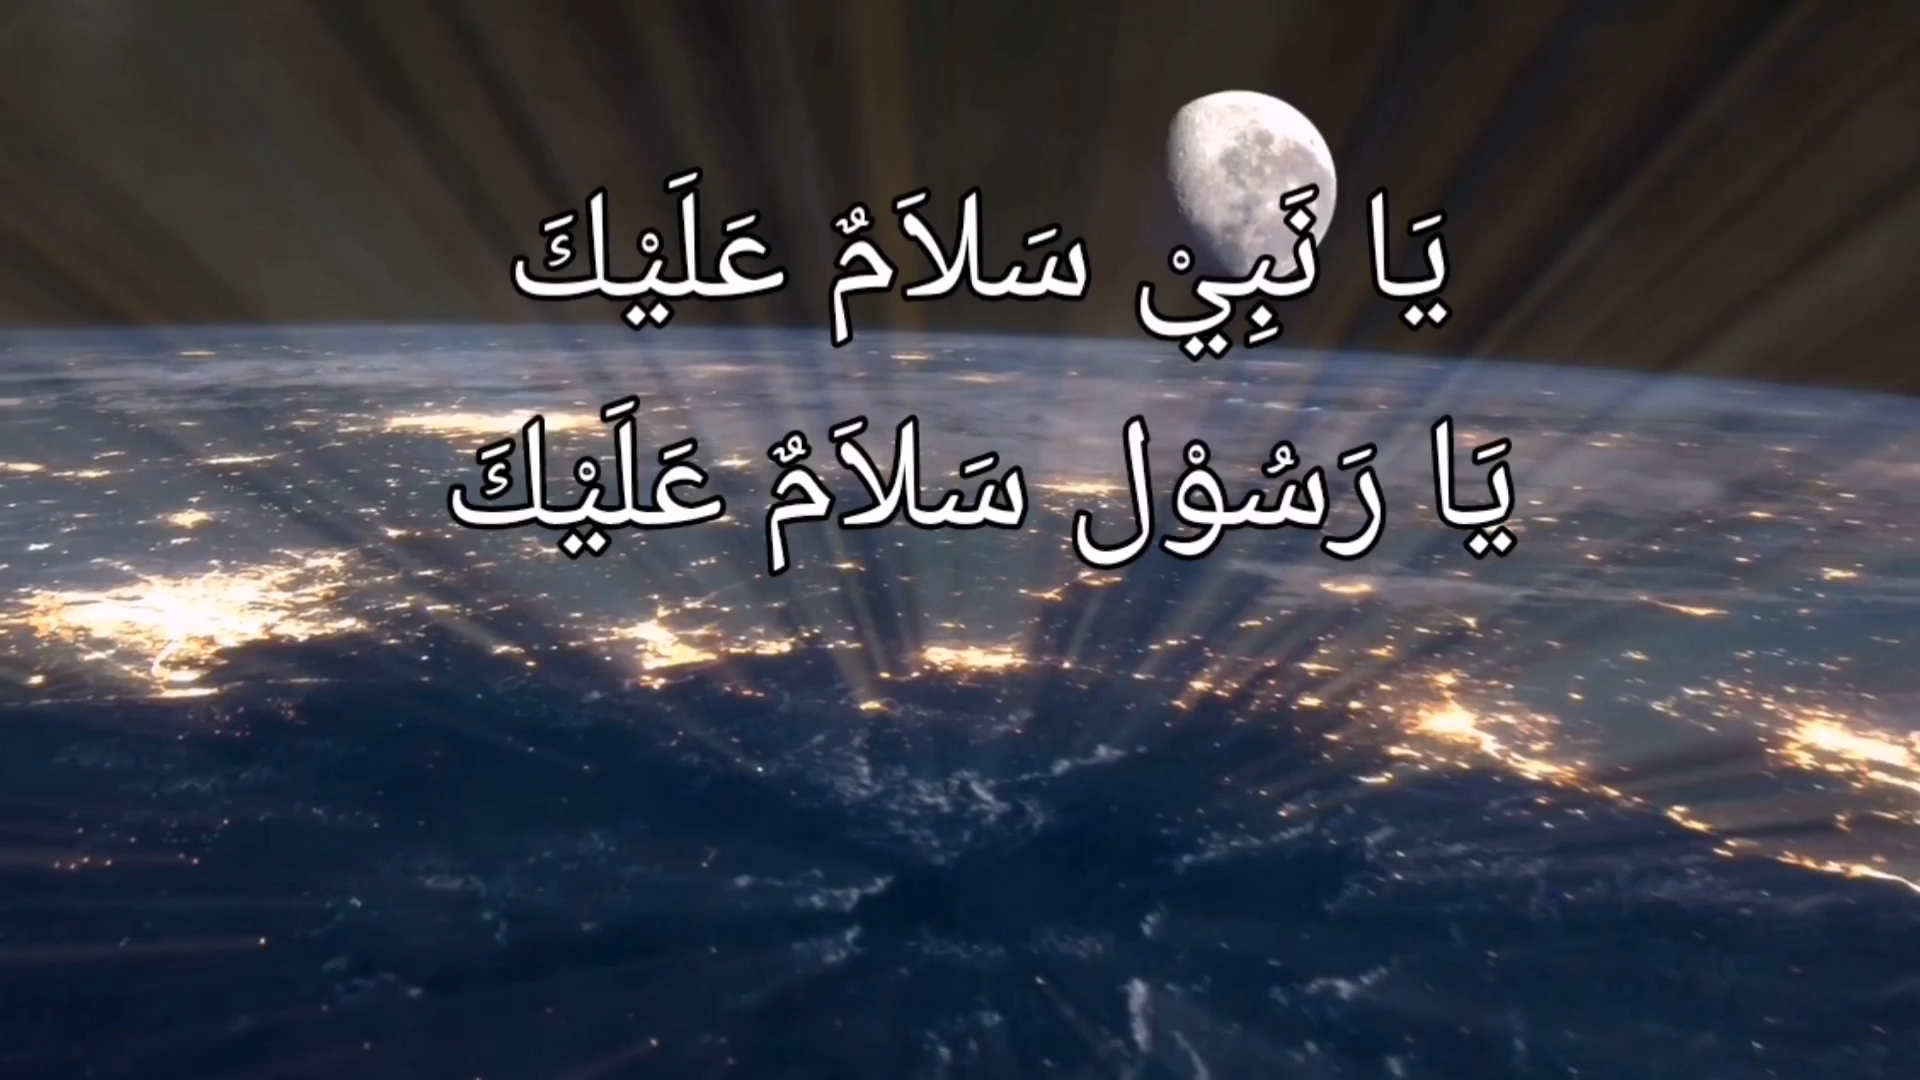 يَا نَبِيْ سَلاَمٌ عَلَيْكَ
يَا رَسُوْل سَلاَمٌ عَلَيْكَ